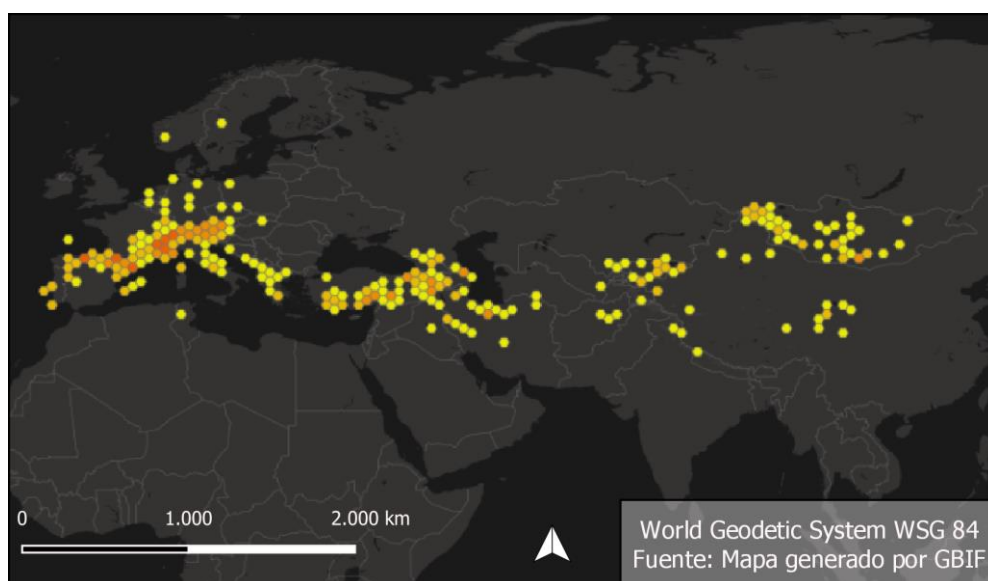 0 1.000 2.000 km
World Geodetic System WSG 84
Fuente: Mapa generado por GBIF